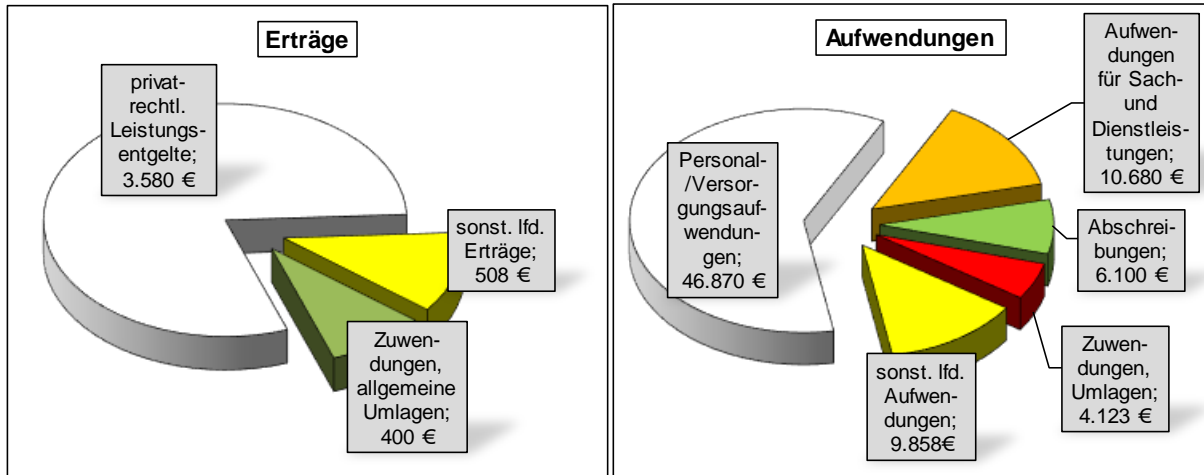 Erträge
privat-
rechtl.
Leistungs-
entgelte;
3.580 €
sonst. lfd.
Erträge;
508 €
Zuwen-
dungen,
allgemeine
Umlagen;
400 €
Aufwendungen
Aufwen-
dungen
für Sach-
und
Dienstleis-
tungen;
10.680 €
Personal-
/Versor-
gungsauf-
wendun-
gen;
46.870 €
Abschrei-
bungen;
6.100 €
Zuwen-
dungen,
Umlagen;
4.123 €
sonst. lfd.
Aufwen-
dungen;
9.858€